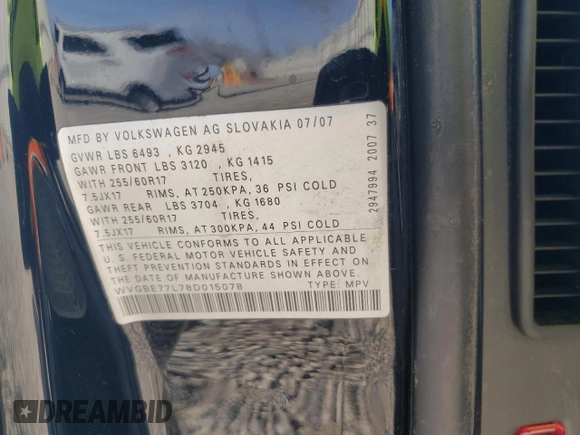 MFD BY VOLKSWAGEN AG SLOVAKIA 07/07
GVWR LBS 6493 , KG 2945
GAWR FRONT LBS 3120 , KG 1415
WITH 255/60R17 TIRES,
7.5JX17 RIMS, AT 250KPA, 36 PSI COLD
GAWR REAR LBS 3704 , KG 1680
WITH 255/60R17 TIRES,
7.5JX17 RIMS, AT 300KPA, 44 PSI COLD
THIS VEHICLE CONFORMS TO ALL APPLICABLE
U. S. FEDERAL MOTOR VEHICLE SAFETY AND
THEFT PREVENTION STANDARDS IN EFFECT ON
THE DATE OF MANUFACTURE SHOWN ABOVE.
WVGBE77L78D015078 TYPE: MPV
2947994 2007 37
DREAMBID